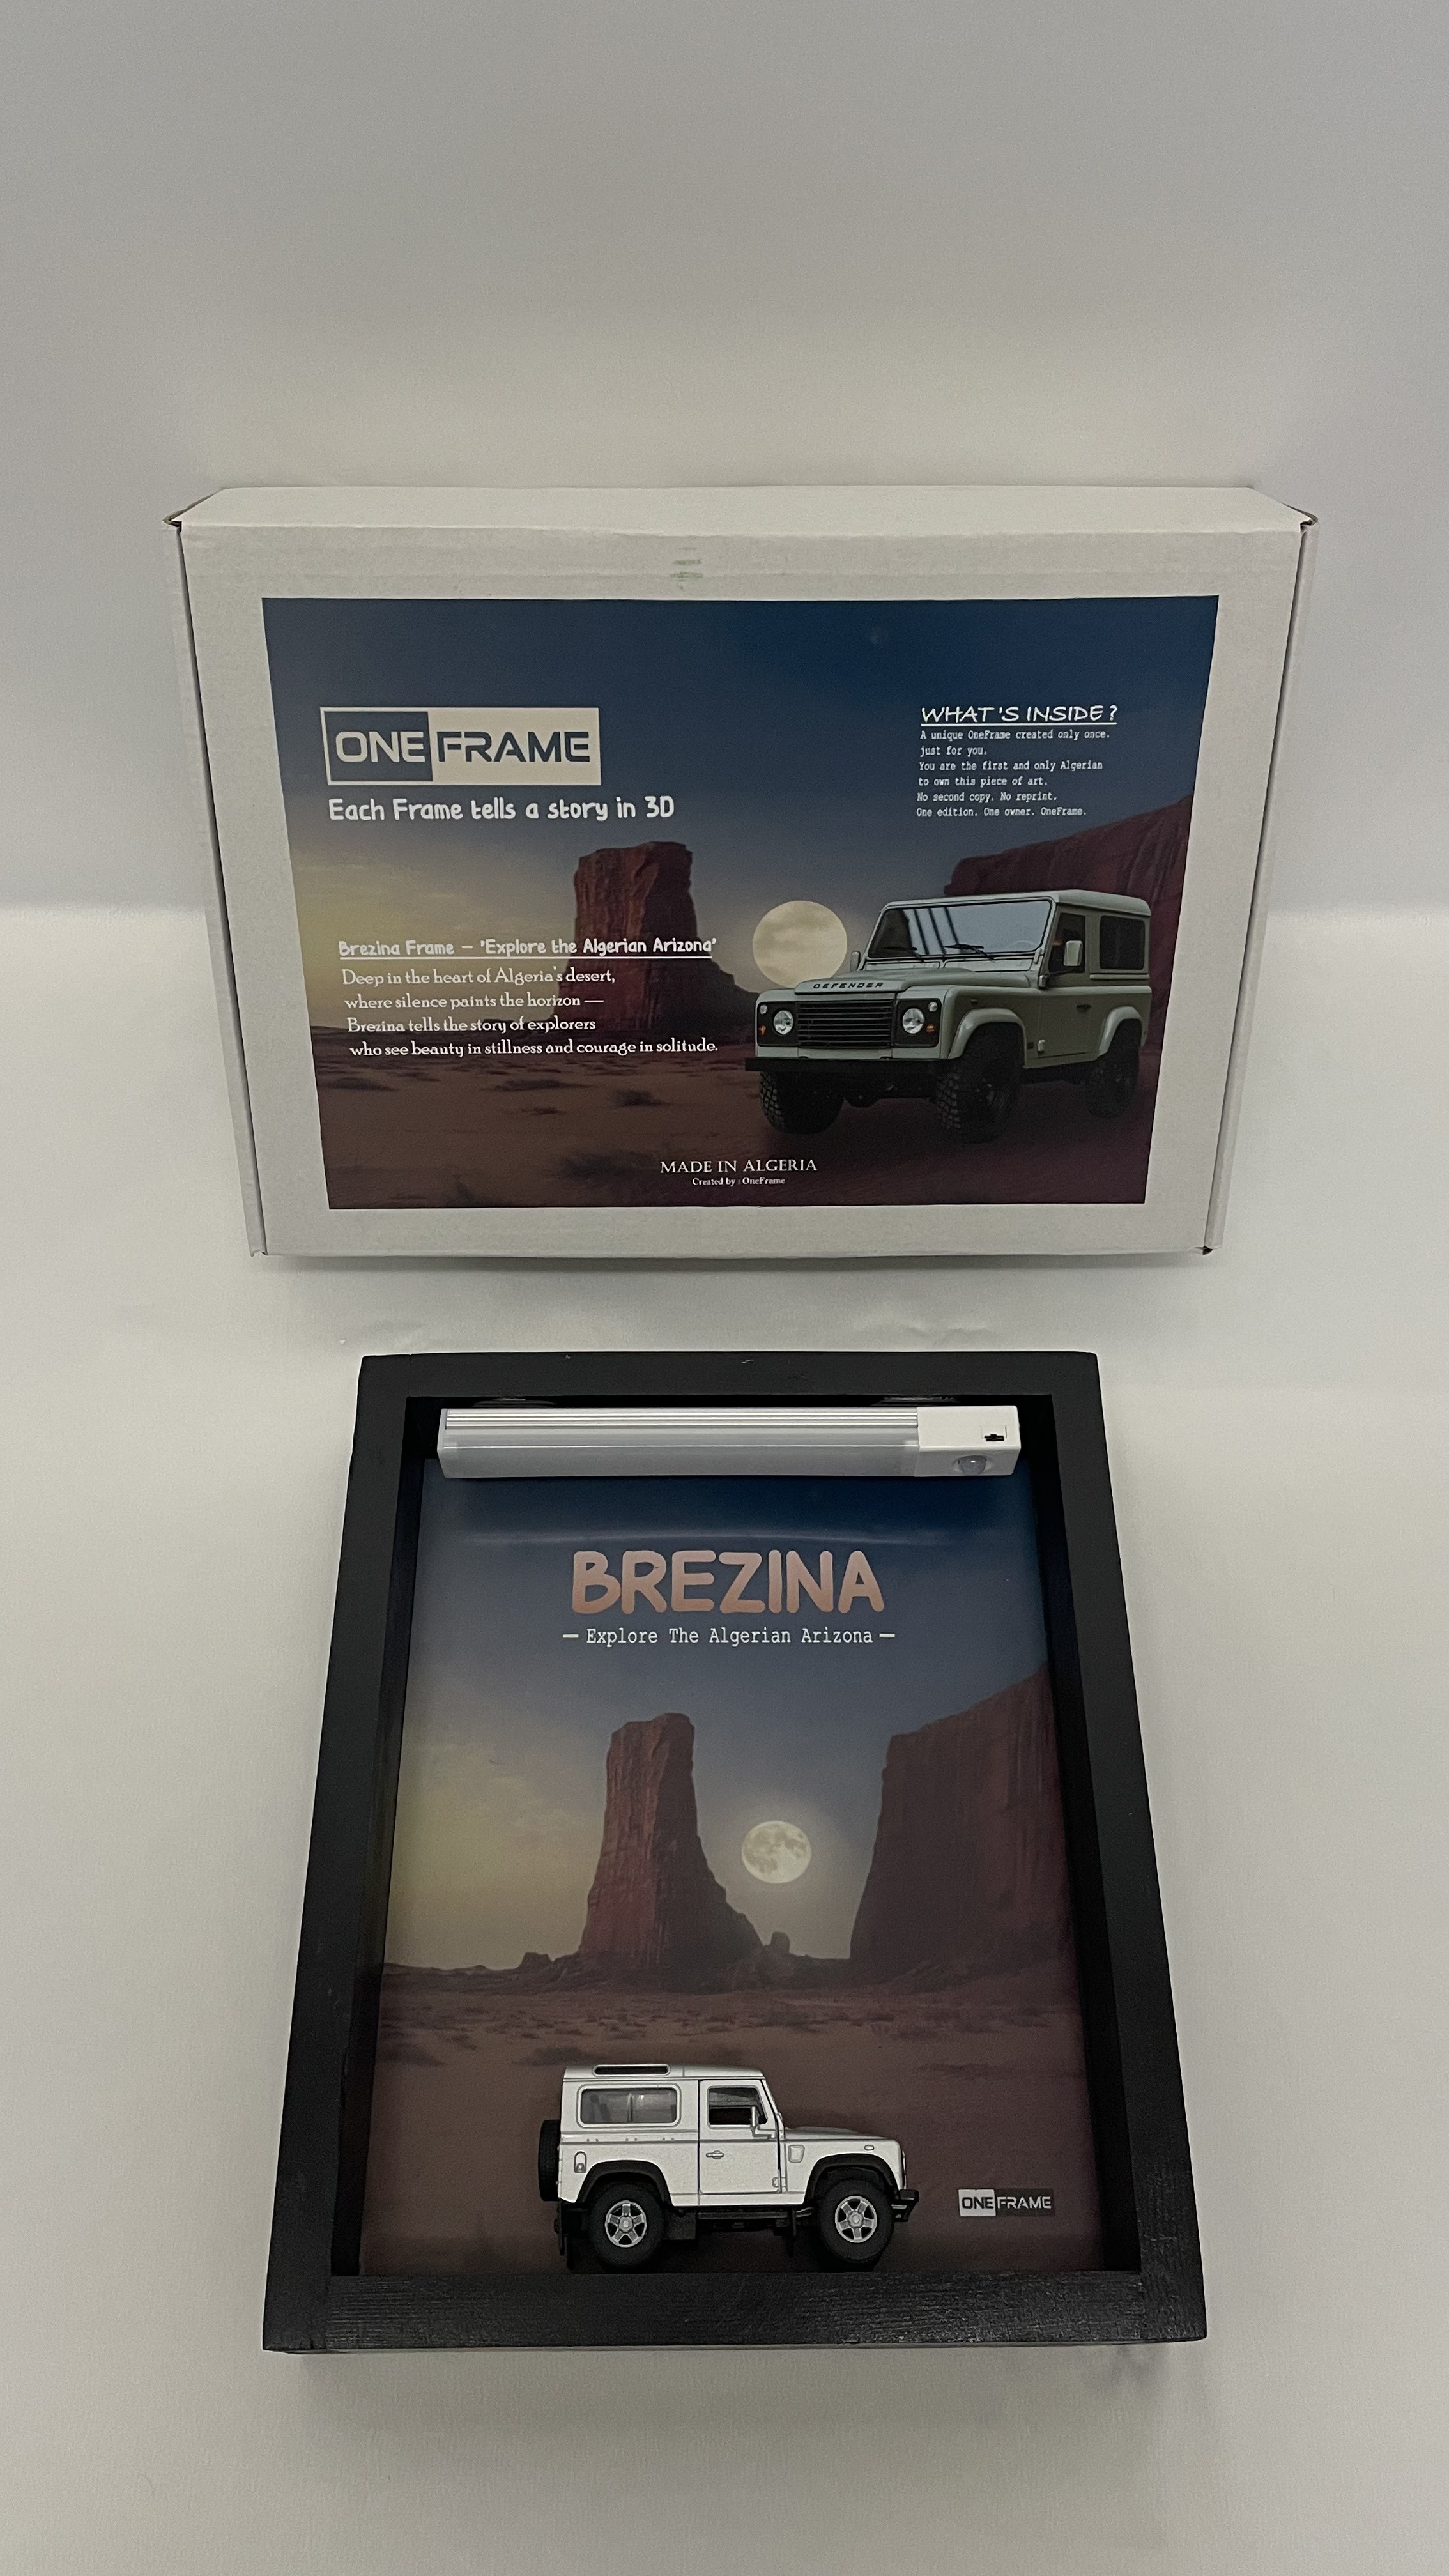 ONE FRAME
Each Frame tells a story in 3D
WHAT'S INSIDE ?
A unique OneFrame created only once.
just for you.
You are the first and only Algerian
to own this piece of art.
No second copy. No reprint.
One edition. One owner. OneFrame.
Brezina Frame – 'Explore the Algerian Arizona'
Deep in the heart of Algeria's desert,
where silence paints the horizon —
Brezina tells the story of explorers
who see beauty in stillness and courage in solitude.
DEFENDER
MADE IN ALGERIA
Created by : OneFrame
BREZINA
— Explore The Algerian Arizona —
ONE FRAME